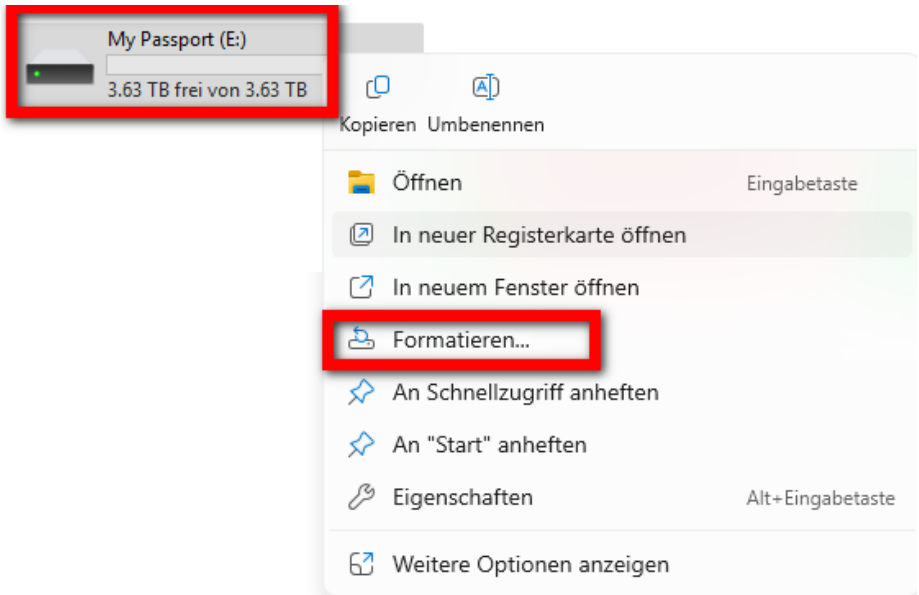 My Passport (E:)
3.63 TB frei von 3.63 TB
Kopieren Umbenennen
Öffnen Eingabetaste
In neuer Registerkarte öffnen
In neuem Fenster öffnen
Formatieren...
An Schnellzugriff anheften
An "Start" anheften
Eigenschaften Alt+Eingabetaste
Weitere Optionen anzeigen